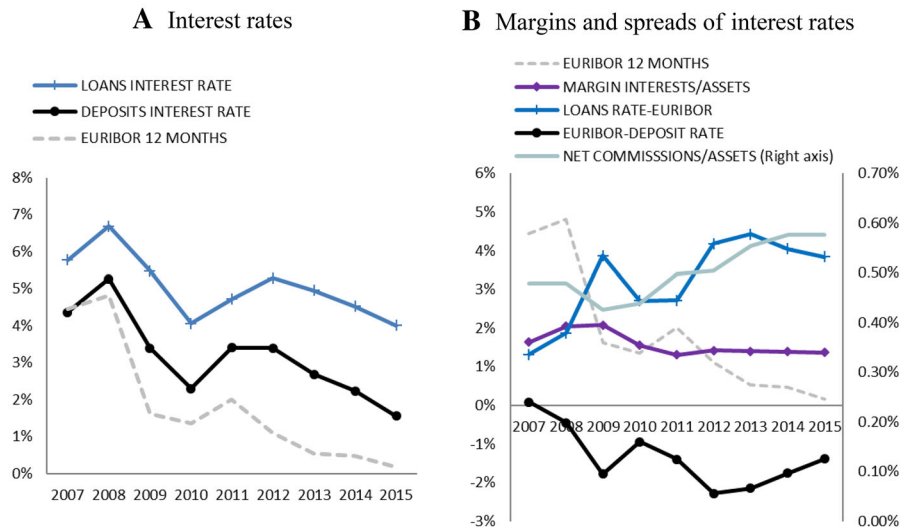 A Interest rates
LOANS INTEREST RATE
DEPOSITS INTEREST RATE
EURIBOR 12 MONTHS
8%
7%
6%
5%
4%
3%
2%
1%
0%
2007 2008 2009 2010 2011 2012 2013 2014 2015
B Margins and spreads of interest rates
EURIBOR 12 MONTHS
MARGIN INTERESTS/ASSETS
LOANS RATE-EURIBOR
EURIBOR-DEPOSIT RATE
NET COMMISSSIONS/ASSETS (Right axis)
6%
5%
4%
3%
2%
1%
0%
-1%
-2%
-3%
2007 2008 2009 2010 2011 2012 2013 2014 2015
0.70%
0.60%
0.50%
0.40%
0.30%
0.20%
0.10%
0.00%